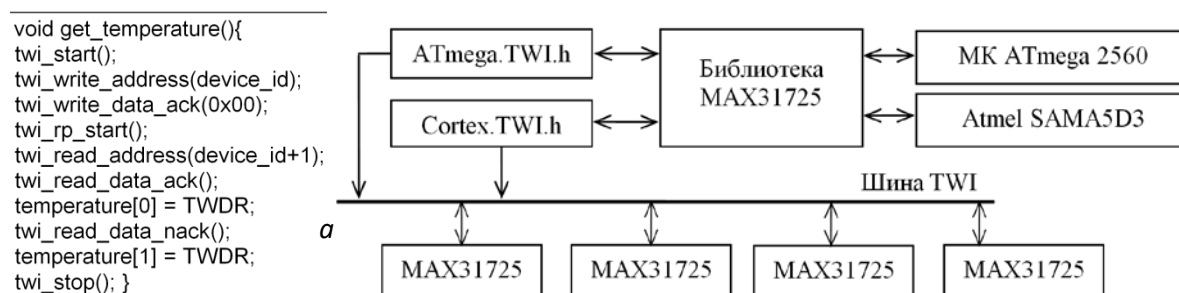 void get_temperature(){
twi_start();
twi_write_address(device_id);
twi_write_data_ack(0x00);
twi_rp_start();
twi_read_address(device_id+1);
twi_read_data_ack();
temperature[0] = TWDR;
twi_read_data_nack();
temperature[1] = TWDR;
twi_stop(); }
а
ATmega.TWI.h
Cortex.TWI.h
Библиотека
MAX31725
МК ATmega 2560
Atmel SAMA5D3
Шина TWI
MAX31725
MAX31725
MAX31725
MAX31725